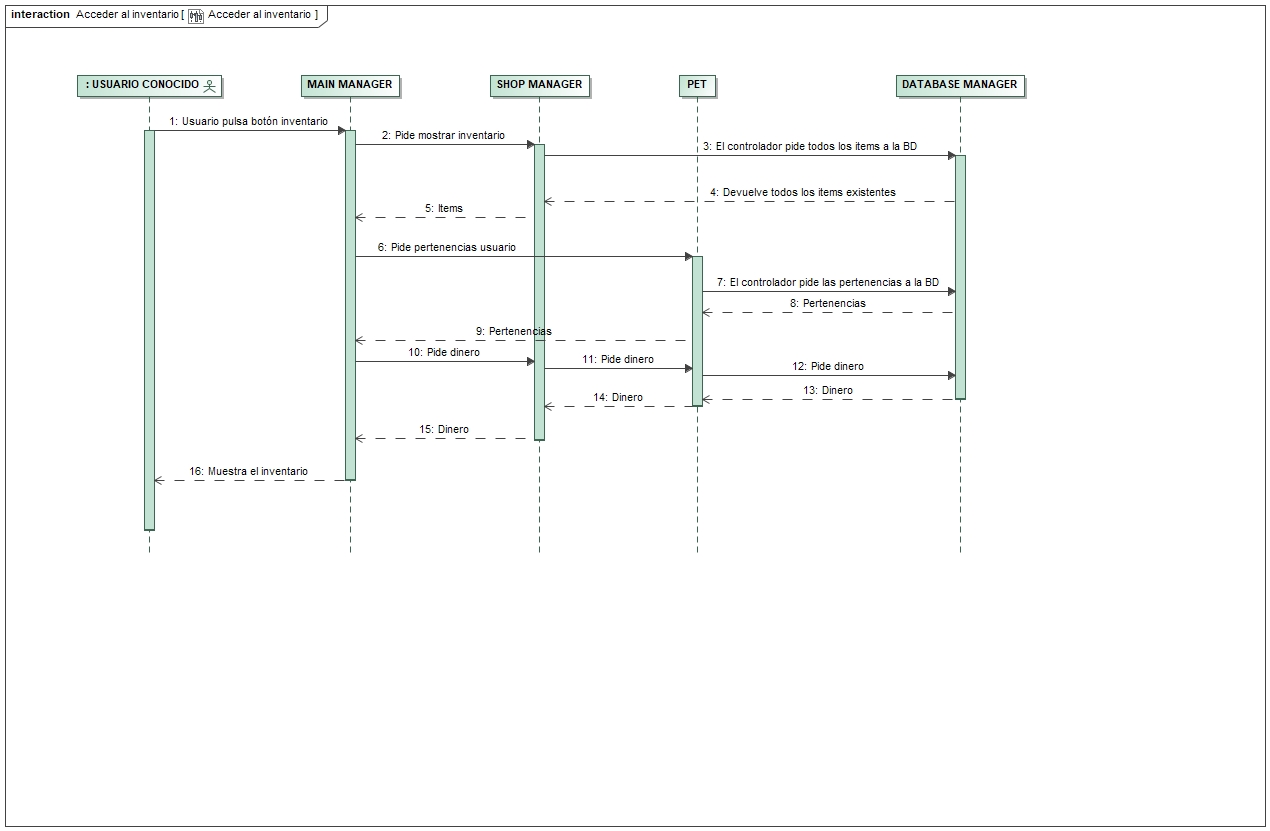 interaction Acceder al inventario [ Acceder al inventario ]
: USUARIO CONOCIDO
MAIN MANAGER
SHOP MANAGER
PET
DATABASE MANAGER
1: Usuario pulsa botón inventario
2: Pide mostrar inventario
3: El controlador pide todos los items a la BD
4: Devuelve todos los items existentes
5: Items
6: Pide pertenencias usuario
7: El controlador pide las pertenencias a la BD
8: Pertenencias
9: Pertenencias
10: Pide dinero
11: Pide dinero
12: Pide dinero
13: Dinero
14: Dinero
15: Dinero
16: Muestra el inventario